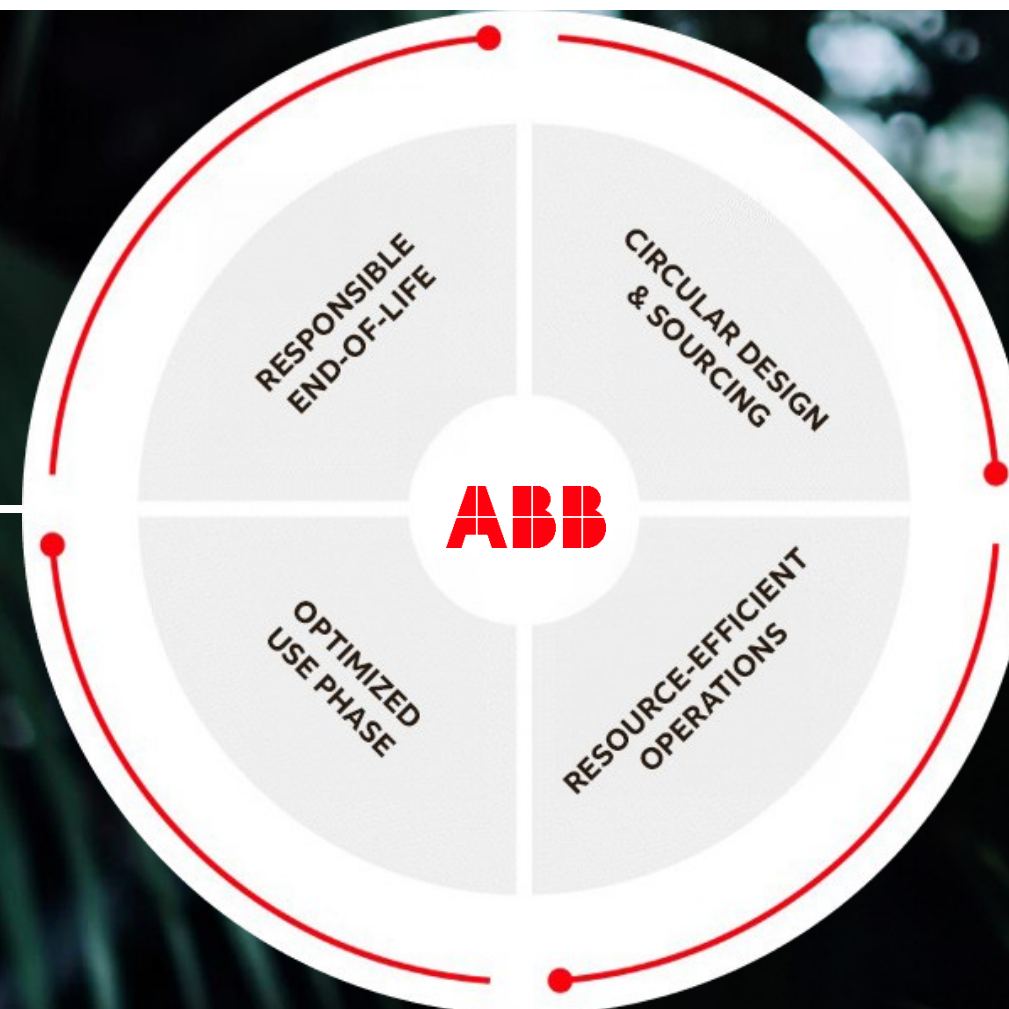 RESPONSIBLE
END-OF-LIFE
CIRCULAR DESIGN
& SOURCING
ABB
OPTIMIZED
USE PHASE
RESOURCE-EFFICIENT
OPERATIONS